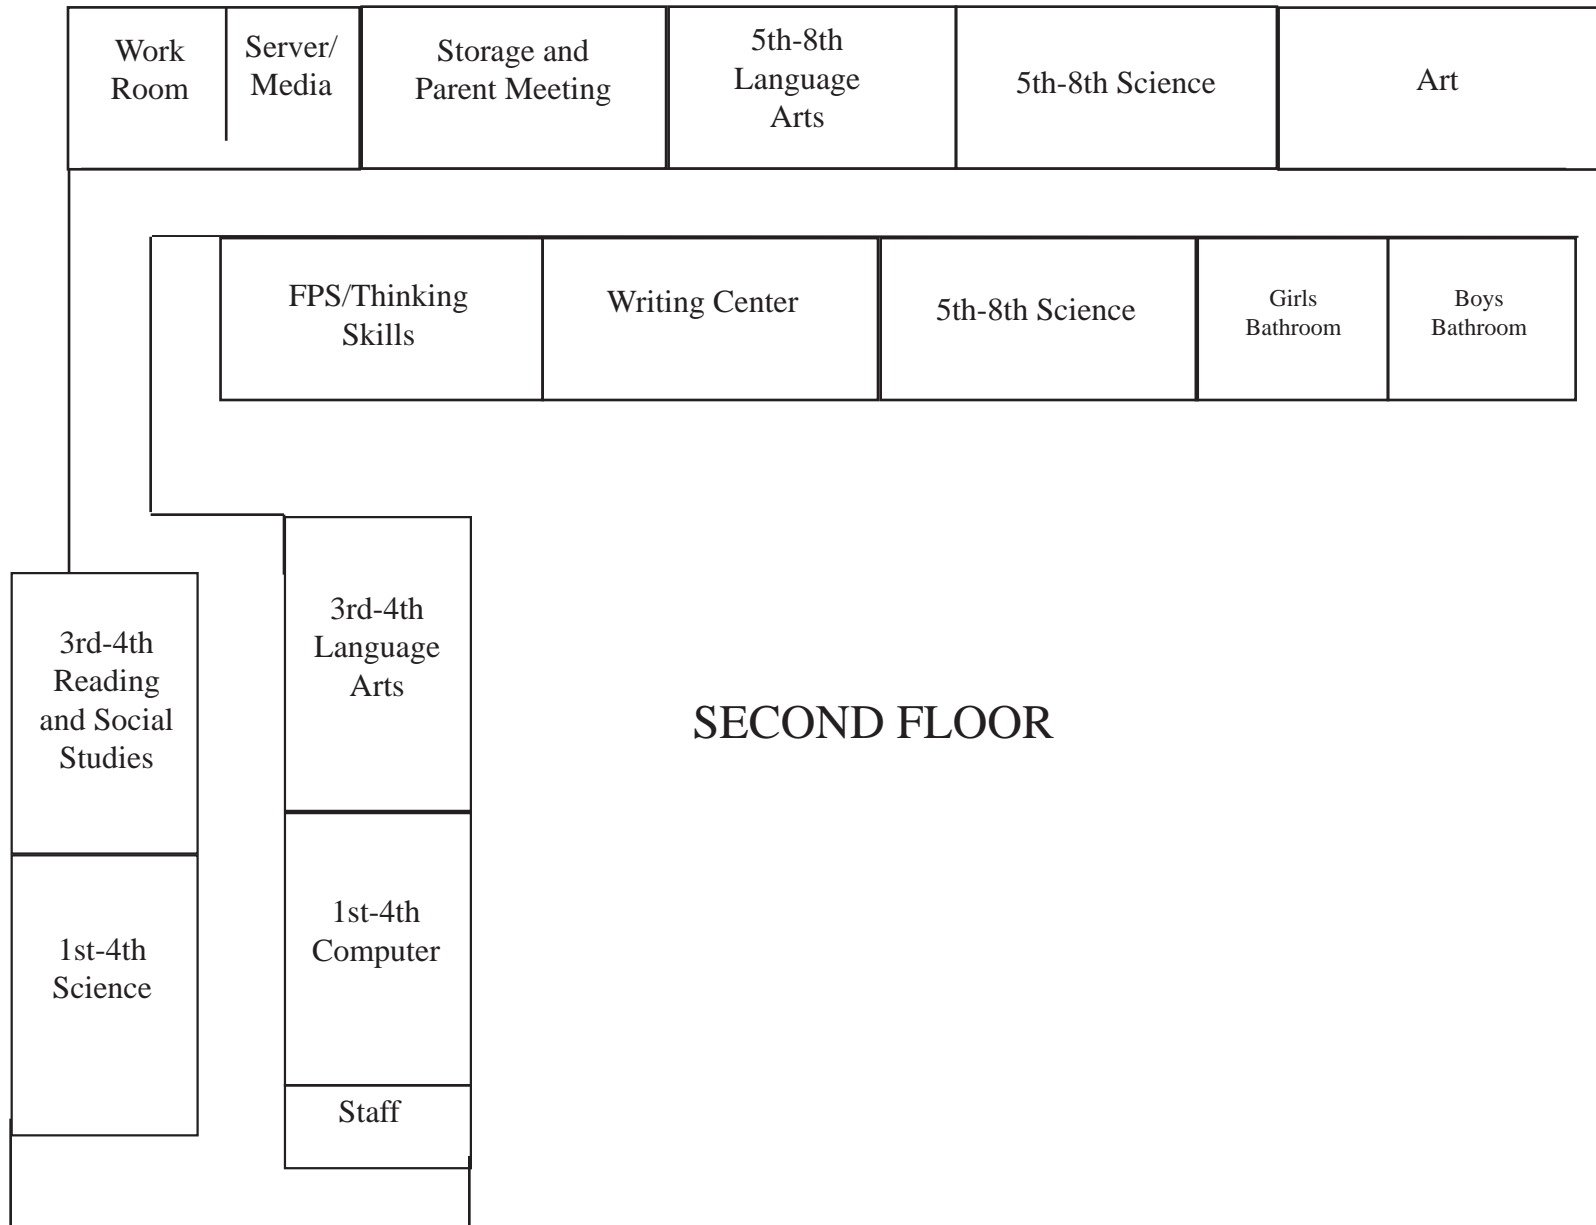 Work
Room
Server/
Media
Storage and
Parent Meeting
5th-8th
Language
Arts
5th-8th Science
Art
FPS/Thinking
Skills
Writing Center
5th-8th Science
Girls
Bathroom
Boys
Bathroom
3rd-4th
Reading
and Social
Studies
3rd-4th
Language
Arts
SECOND FLOOR
1st-4th
Science
1st-4th
Computer
Staff